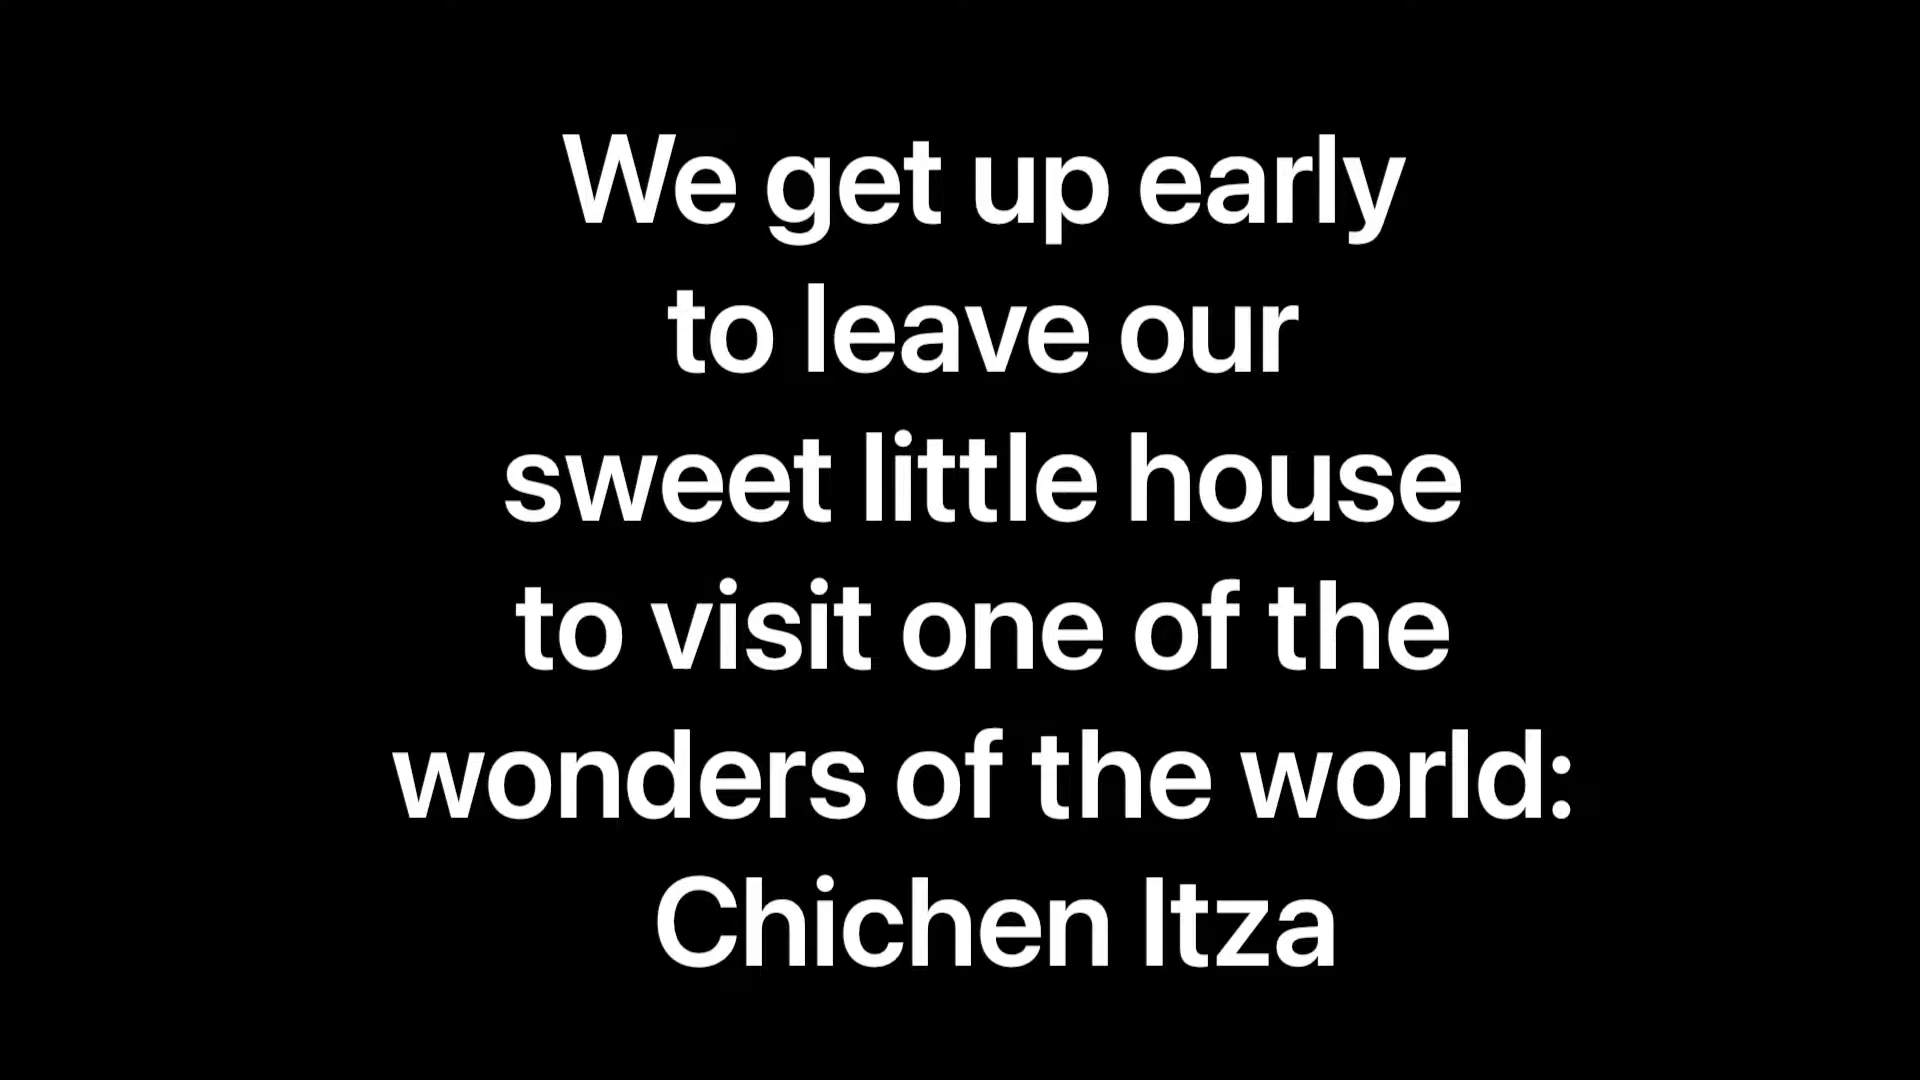 We get up early
to leave our
sweet little house
to visit one of the
wonders of the world:
Chichen Itza